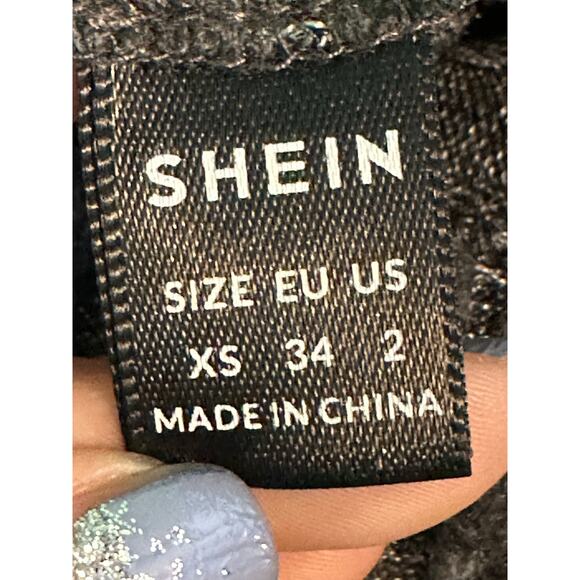 SHEIN
SIZE EU US
XS 34 2
MADE IN CHINA